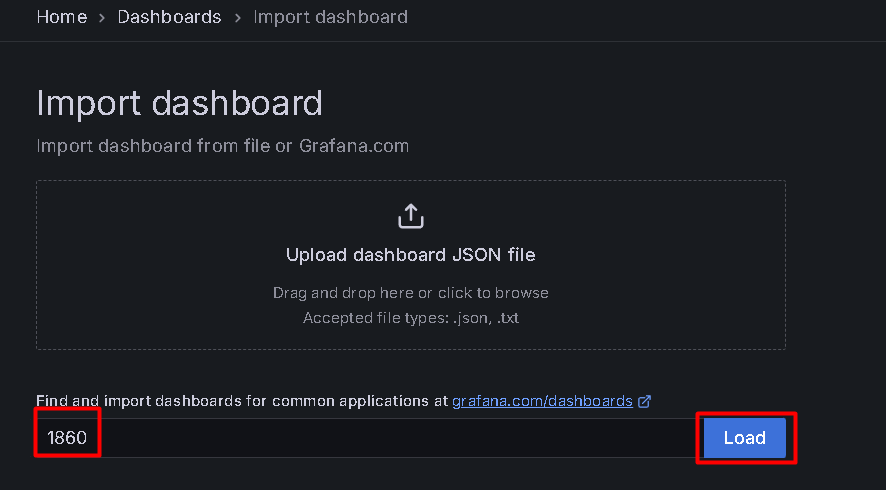 Home > Dashboards > Import dashboard
Import dashboard
Import dashboard from file or Grafana.com
Upload dashboard JSON file
Drag and drop here or click to browse
Accepted file types: .json, .txt
Find and import dashboards for common applications at grafana.com/dashboards
1860 Load